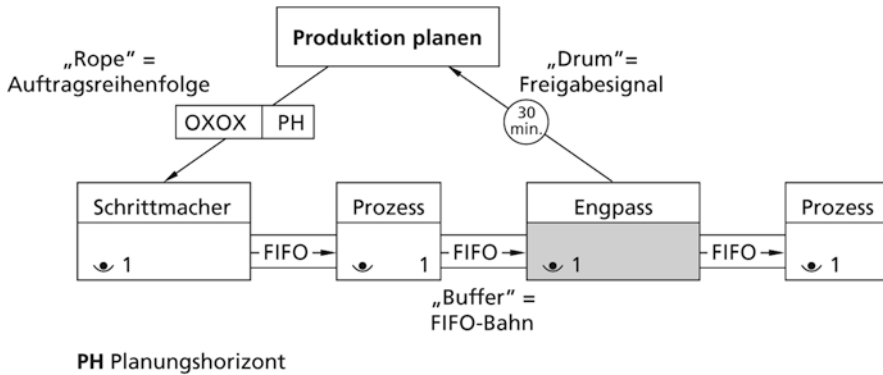 Produktion planen
„Rope” =
Auftragsreihenfolge
„Drum”=
Freigabesignal
OXOX PH
30
min.
Schrittmacher
Prozess
Engpass
Prozess
1
FIFO
1
FIFO
1
FIFO
1
„Buffer” =
FIFO-Bahn
PH Planungshorizont